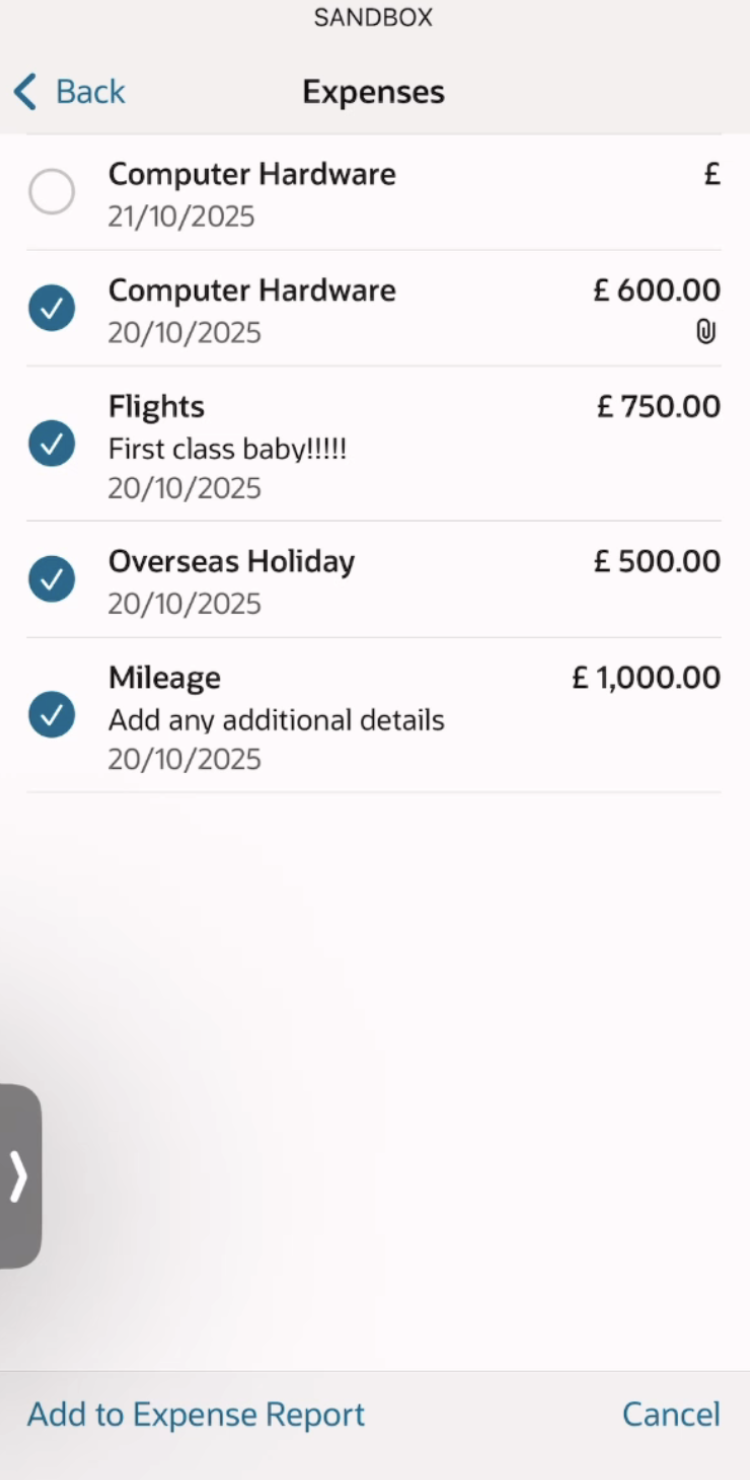 SANDBOX
Back Expenses
Computer Hardware £
21/10/2025
Computer Hardware £ 600.00
20/10/2025
Flights £ 750.00
First class baby!!!!!
20/10/2025
Overseas Holiday £ 500.00
20/10/2025
Mileage £ 1,000.00
Add any additional details
20/10/2025
Add to Expense Report Cancel